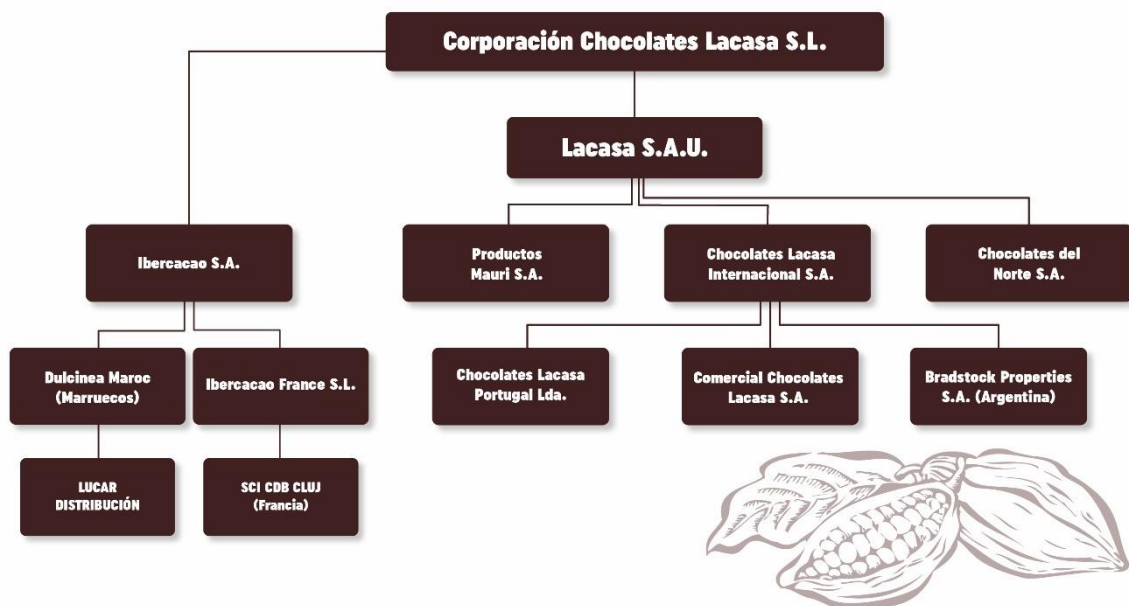 Corporación Chocolates Lacasa S.L.
Lacasa S.A.U.
Ibercacao S.A.
Productos
Mauri S.A.
Chocolates Lacasa
Internacional S.A.
Chocolates del
Norte S.A.
Dulcinea Maroc
(Marruecos)
Ibercacao France S.L.
Chocolates Lacasa
Portugal Lda.
Comercial Chocolates
Lacasa S.A.
Bradstock Properties
S.A. (Argentina)
LUCAR
DISTRIBUCIÓN
SCI CDB CLUJ
(Francia)